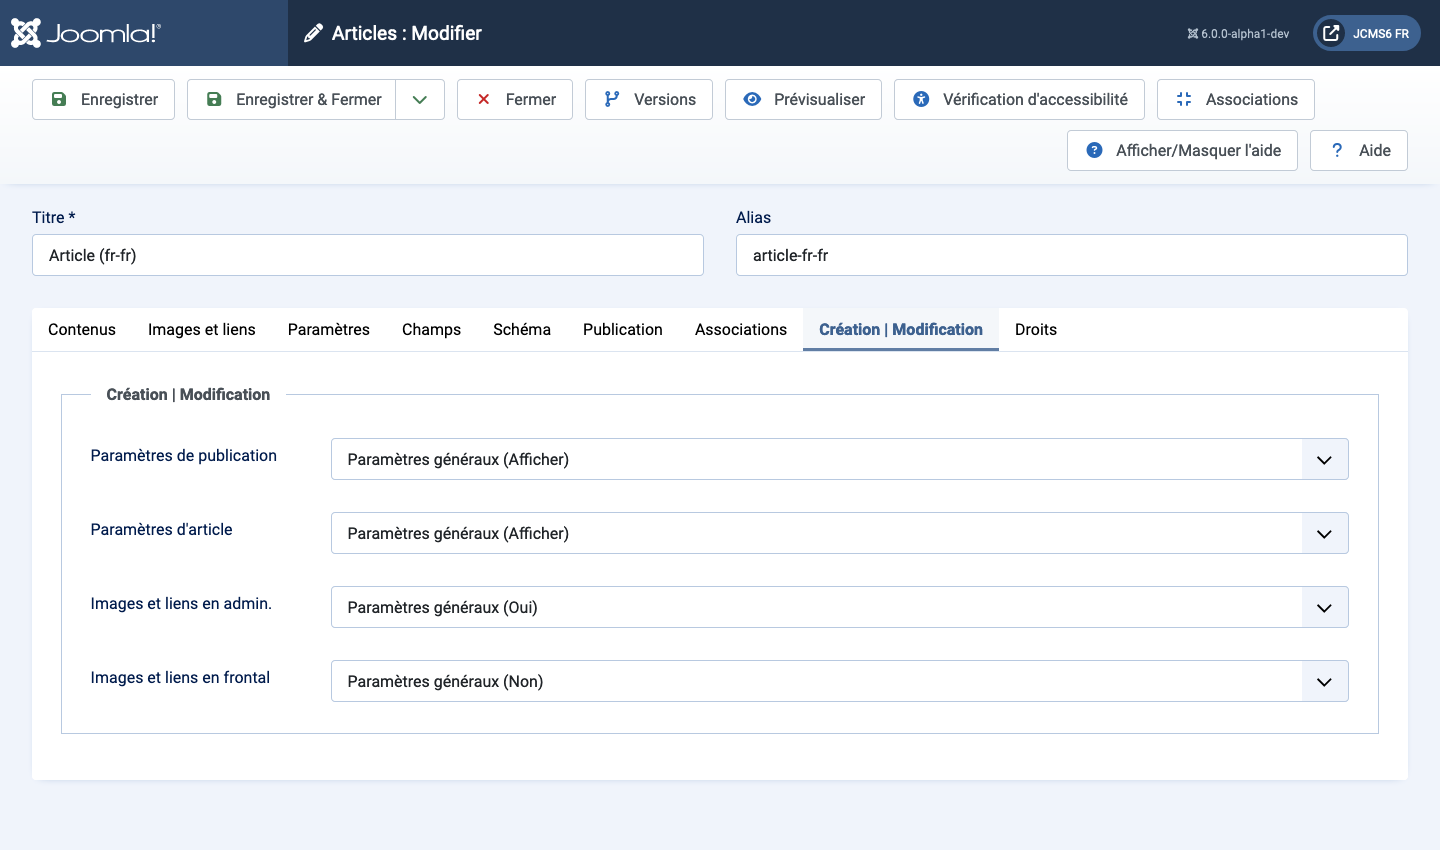 Joomla!® Articles : Modifier 6.0.0-alpha1-dev JCMS6 FR
Enregistrer Enregistrer & Fermer Fermer Versions Prévisualiser Vérification d'accessibilité Associations
Afficher/Masquer l'aide ? Aide
Titre * Alias
Article (fr-fr) article-fr-fr
Contenus Images et liens Paramètres Champs Schéma Publication Associations Création | Modification Droits
Création | Modification
Paramètres de publication Paramètres généraux (Afficher)
Paramètres d'article Paramètres généraux (Afficher)
Images et liens en admin. Paramètres généraux (Oui)
Images et liens en frontal Paramètres généraux (Non)